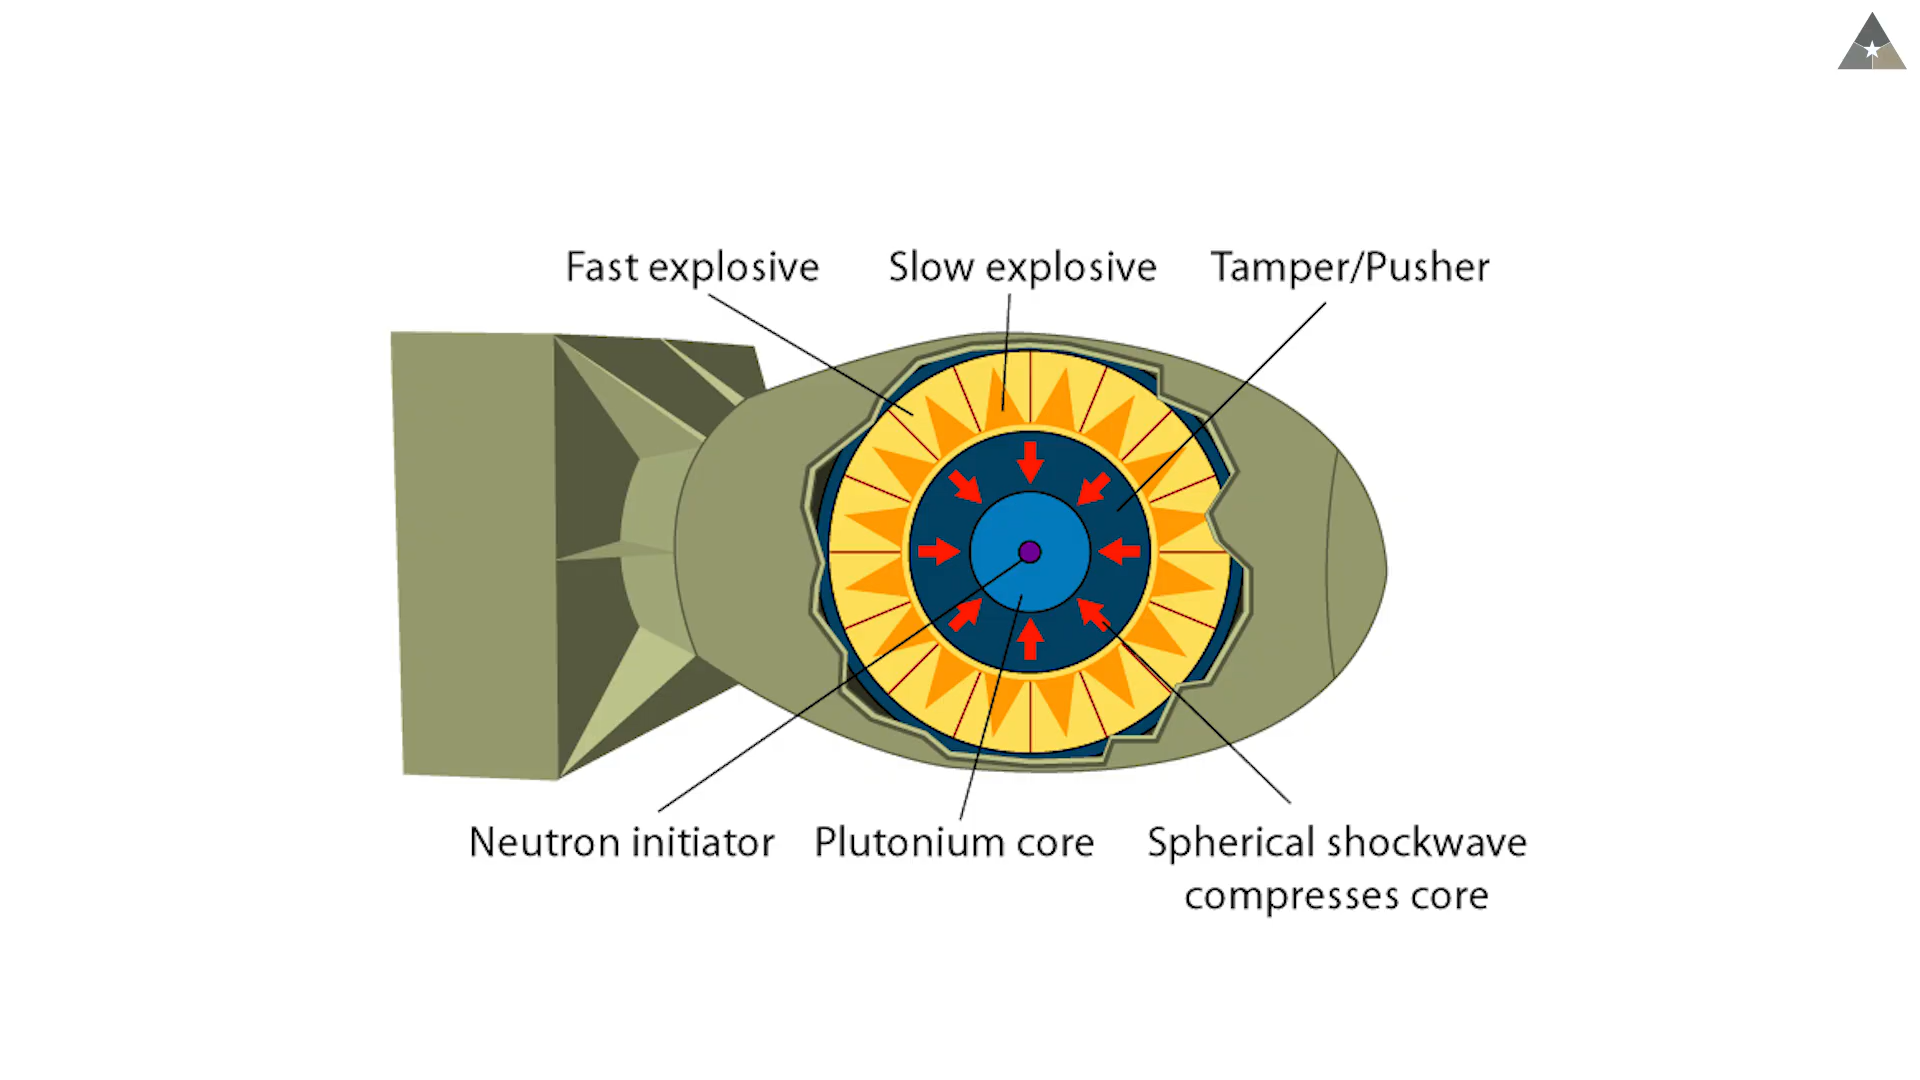 Fast explosive
Slow explosive
Tamper/Pusher
Neutron initiator
Plutonium core
Spherical shockwave
compresses core